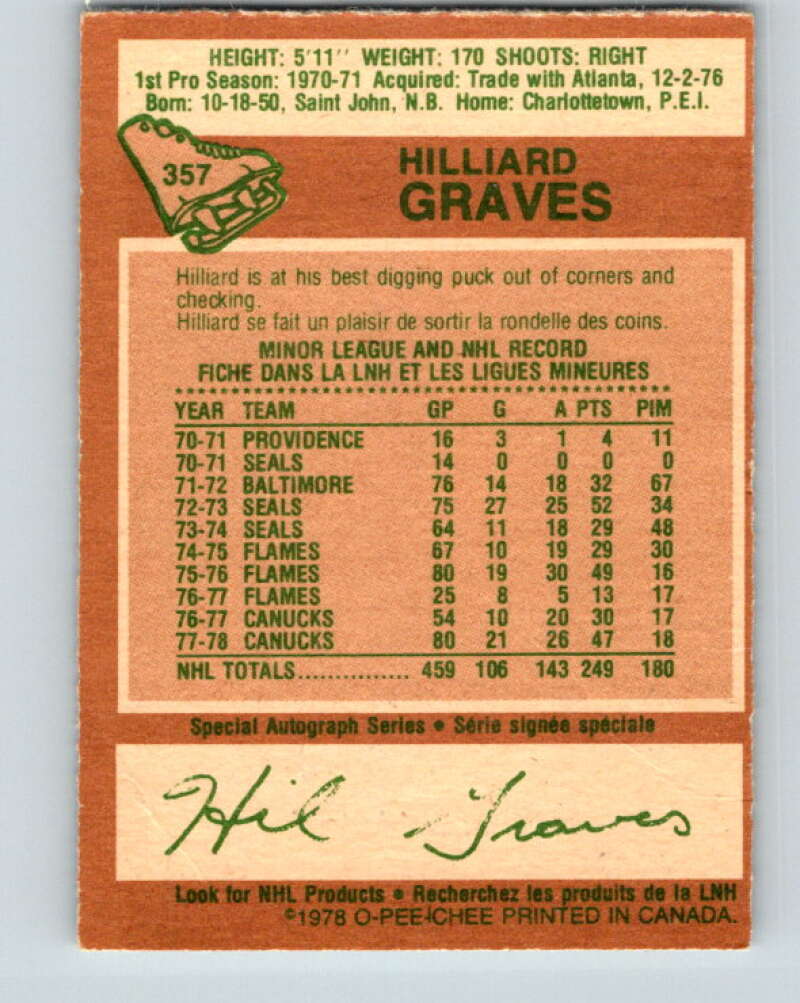 HEIGHT: 5'11'' WEIGHT: 170 SHOOTS: RIGHT
1st Pro Season: 1970-71 Acquired: Trade with Atlanta, 12-2-76
Born: 10-18-50, Saint John, N.B. Home: Charlottetown, P.E.I.
357
HILLIARD
GRAVES
Hilliard is at his best digging puck out of corners and
checking.
Hilliard se fait un plaisir de sortir la rondelle des coins.
MINOR LEAGUE AND NHL RECORD
FICHE DANS LA LNH ET LES LIGUES MINEURES
YEAR TEAM GP G A PTS PIM
70-71 PROVIDENCE 16 3 1 4 11
70-71 SEALS 14 0 0 0 0
71-72 BALTIMORE 76 14 18 32 67
72-73 SEALS 75 27 25 52 34
73-74 SEALS 64 11 18 29 48
74-75 FLAMES 67 10 19 29 30
75-76 FLAMES 80 19 30 49 16
76-77 FLAMES 25 8 5 13 17
76-77 CANUCKS 54 10 20 30 17
77-78 CANUCKS 80 21 26 47 18
NHL TOTALS............... 459 106 143 249 180
Special Autograph Series • Série signée spéciale
Hil Graves
Look for NHL Products • Recherchez les produits de la LNH
©1978 O-PEE-CHEE PRINTED IN CANADA.